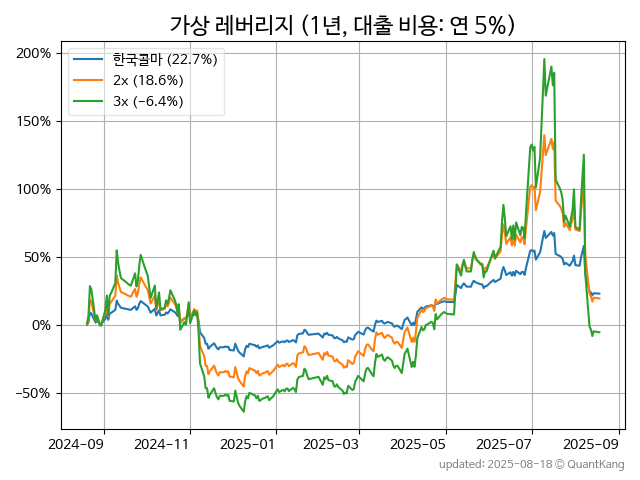 가상 레버리지 (1년, 대출 비용: 연 5%)
200%
150%
100%
50%
0%
−50%
한국콜마 (22.7%)
2x (18.6%)
3x (−6.4%)
2024-09
2024-11
2025-01
2025-03
2025-05
2025-07
2025-09
updated: 2025-08-18 © QuantKang